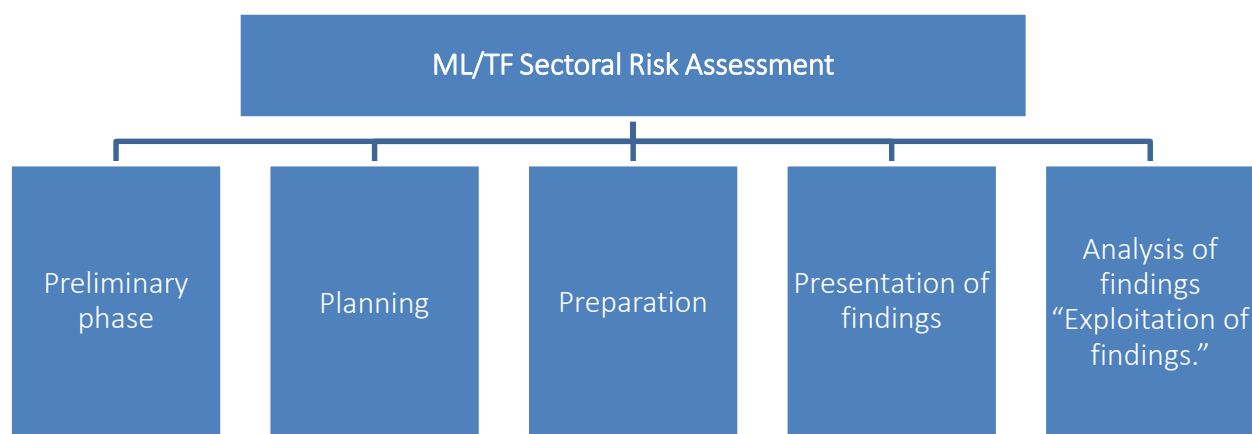 ML/TF Sectoral Risk Assessment
Preliminary
phase
Planning
Preparation
Presentation of
findings
Analysis of
findings
“Exploitation of
findings.”